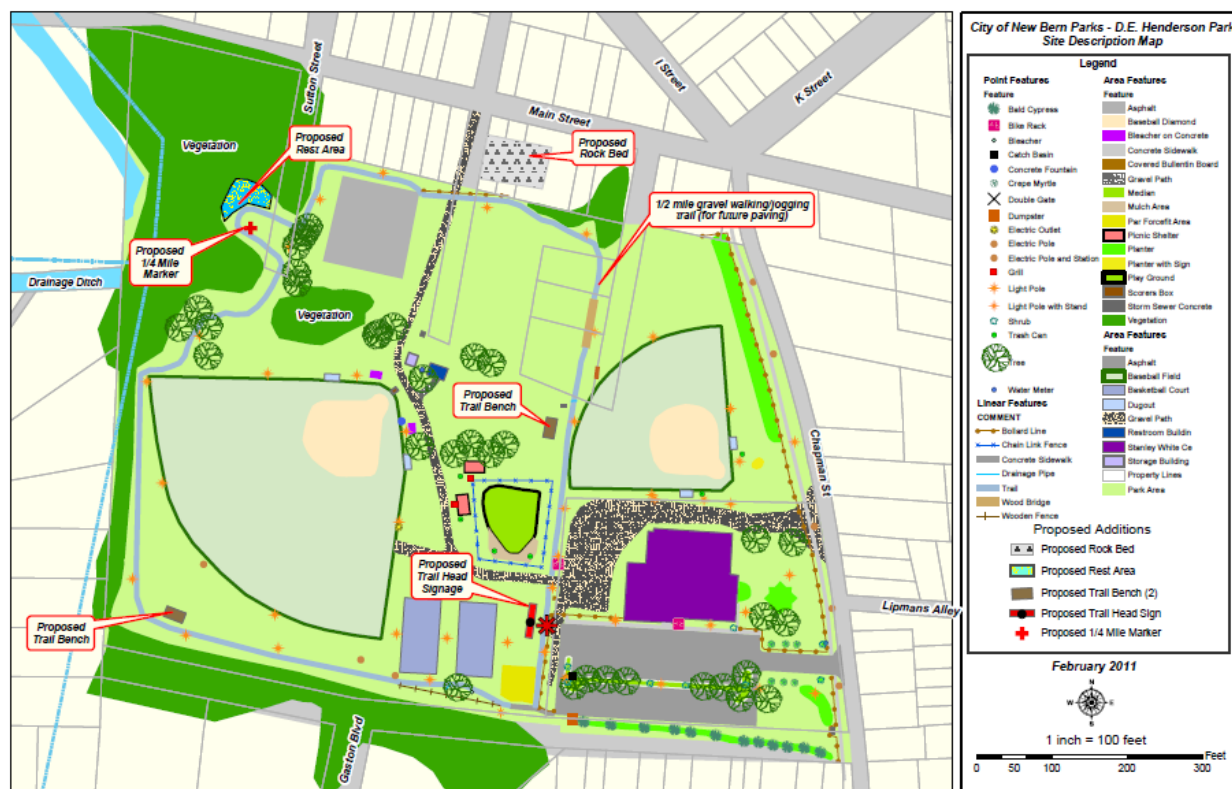 City of New Bern Parks - D.E. Henderson Park
Site Description Map
Legend
Point Features
Feature
Bald Cypress
Bike Rack
Bleacher
Catch Basin
Concrete Fountain
Crepe Myrtle
Double Gate
Dumpster
Electric Outlet
Electric Pole
Electric Pole and Station
Grill
Light Pole
Light Pole with Stand
Shrub
Trash Can
Tree
Water Meter
Linear Features
COMMENT
Bollard Line
Chain Link Fence
Concrete Sidewalk
Drainage Pipe
Trail
Wood Bridge
Wooden Fence
Area Features
Feature
Asphalt
Baseball Diamond
Bleacher on Concrete
Concrete Sidewalk
Covered Bullentin Board
Gravel Path
Median
Mulch Area
Par Forcefit Area
Picnic Shelter
Planter
Planter with Sign
Play Ground
Scorers Box
Storm Sewer Concrete
Vegetation
Area Features
Feature
Asphalt
Baseball Field
Basketball Court
Dugout
Gravel Path
Restroom Buildin
Stanley White Ce
Storage Building
Property Lines
Park Area
Proposed Additions
Proposed Rock Bed
Proposed Rest Area
Proposed Trail Bench (2)
Proposed Trail Head Sign
Proposed 1/4 Mile Marker
February 2011
N
W
E
S
1 inch = 100 feet
Feet
0 50 100 200 300
Sutton Street
I Street
K Street
Main Street
Vegetation
Proposed
Rest Area
Proposed
Rock Bed
1/2 mile gravel walking/jogging
trail (for future paving)
Proposed
1/4 Mile
Marker
Drainage Ditch
Vegetation
Proposed
Trail Bench
Chapman St
Proposed
Trail Head
Signage
Lipmans Alley
Proposed
Trail Bench
Gaston Blvd